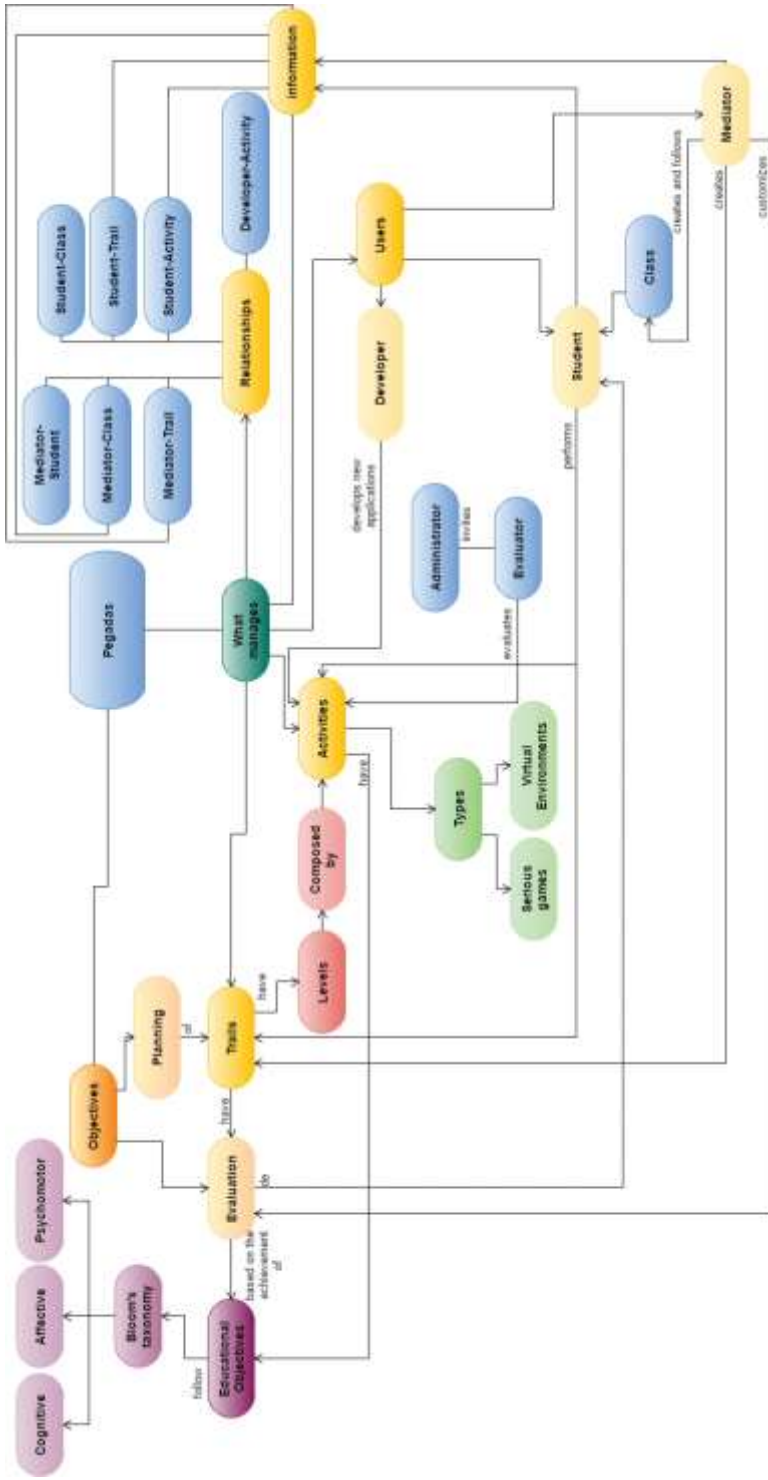 Cognitive
Affective
Psychomotor
Bloom's
taxonomy
follow
Educational
Objectives
based on the
achievement
of
Objectives
Evaluation
do
Planning
of
have
Trails
have
Levels
Composed
by
Pegadas
What
manages
Activities
have
Types
Serious
games
Virtual
Environments
evaluates
Evaluator
invites
Administrator
Mediator-
Student
Mediator-Class
Mediator-Trail
Relationships
Student-Class
Student-Trail
Student-Activity
Developer-Activity
Information
Users
Developer
develops new
applications
Student
performs
Class
creates and follows
creates
customizes
Mediator